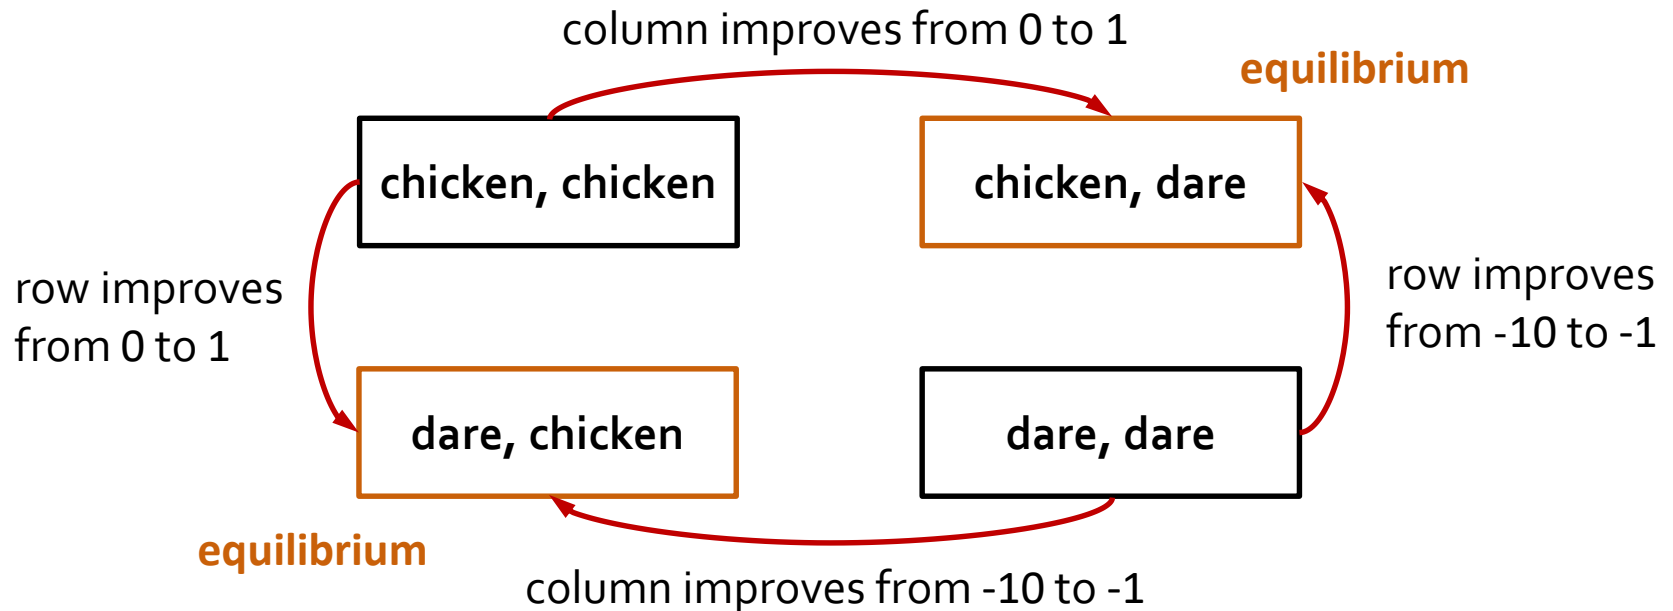 column improves from 0 to 1
equilibrium
chicken, chicken
chicken, dare
row improves
from 0 to 1
row improves
from -10 to -1
dare, chicken
dare, dare
equilibrium
column improves from -10 to -1